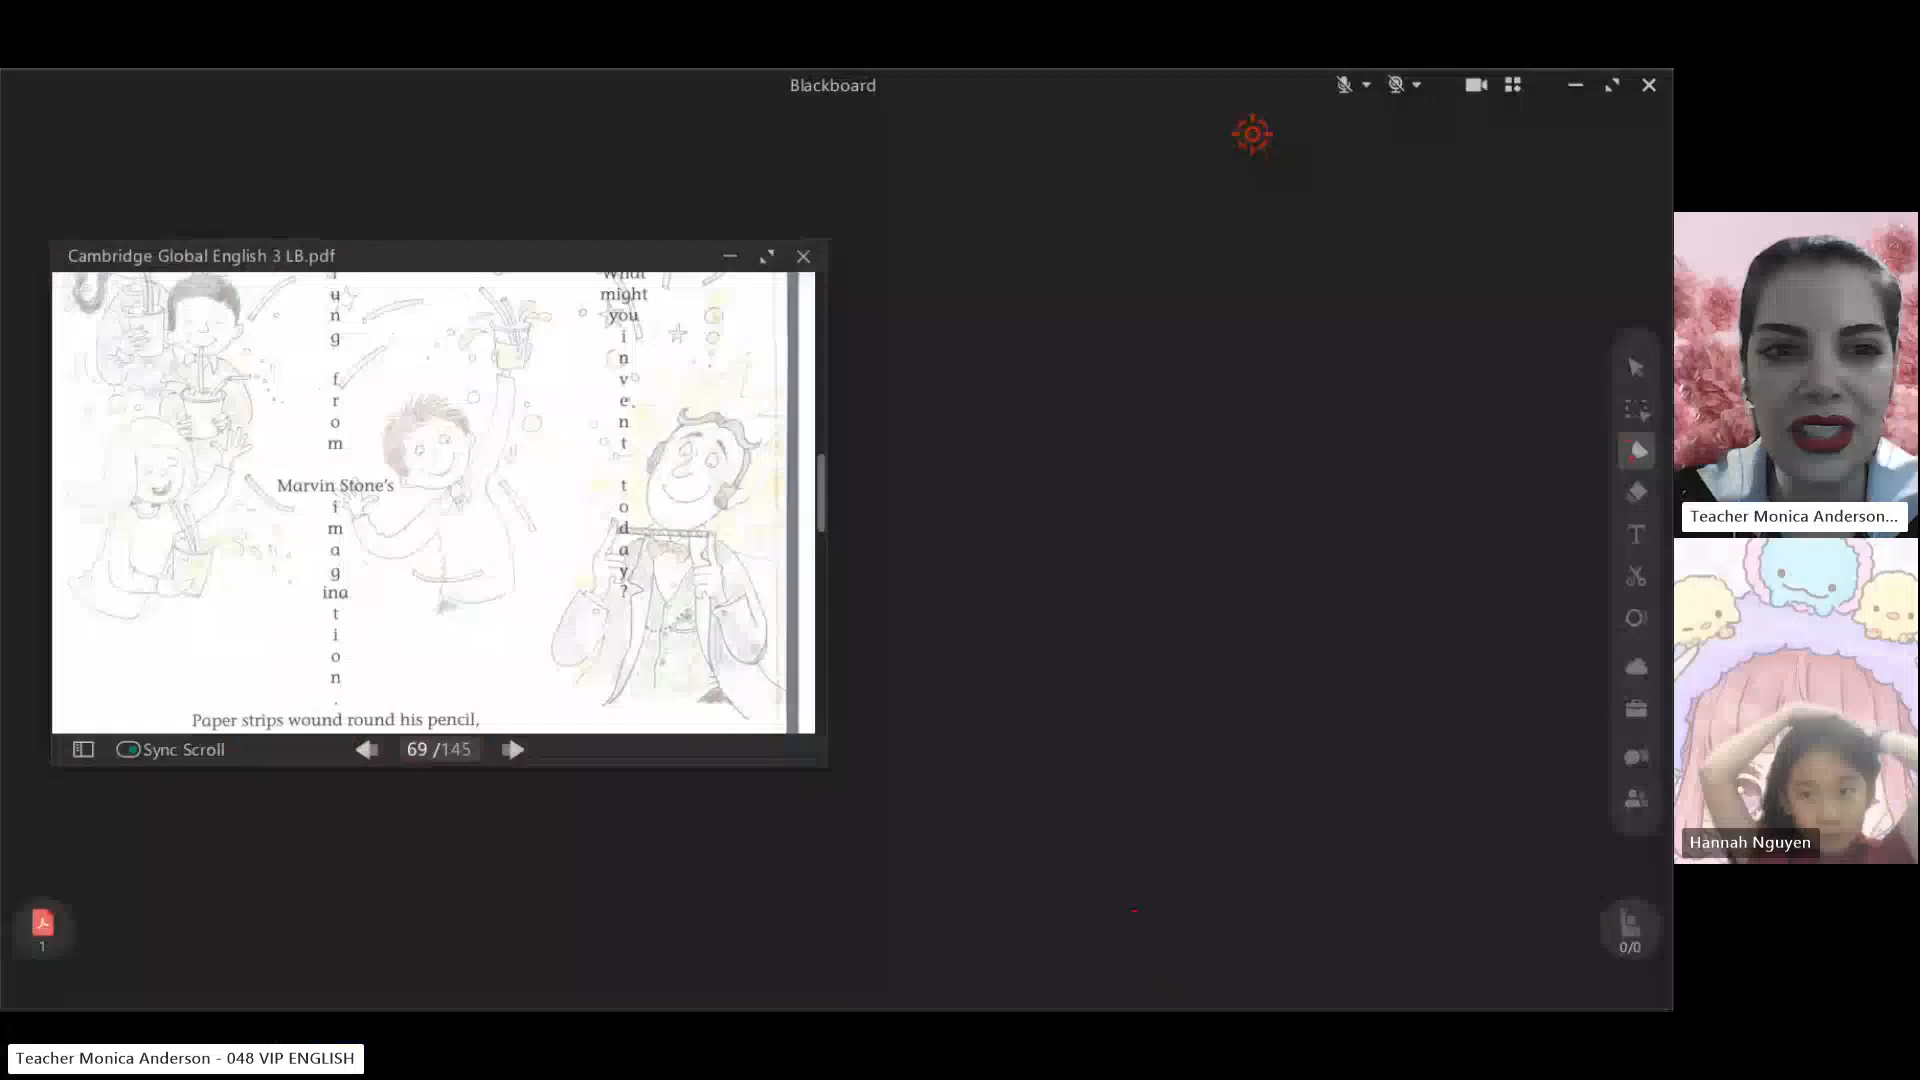 Blackboard
Cambridge Global English 3 LB.pdf
u
n
g
f
r
o
m
Marvin Stone's
i
m
a
g
ina
t
i
o
n
.
Paper strips wound round his pencil,
What
might
you
i
n
v
e
n
t
t
o
d
a
y
?
Sync Scroll
69 /145
T
1
0/0
Teacher Monica Anderson...
Hannah Nguyen
Teacher Monica Anderson - 048 VIP ENGLISH